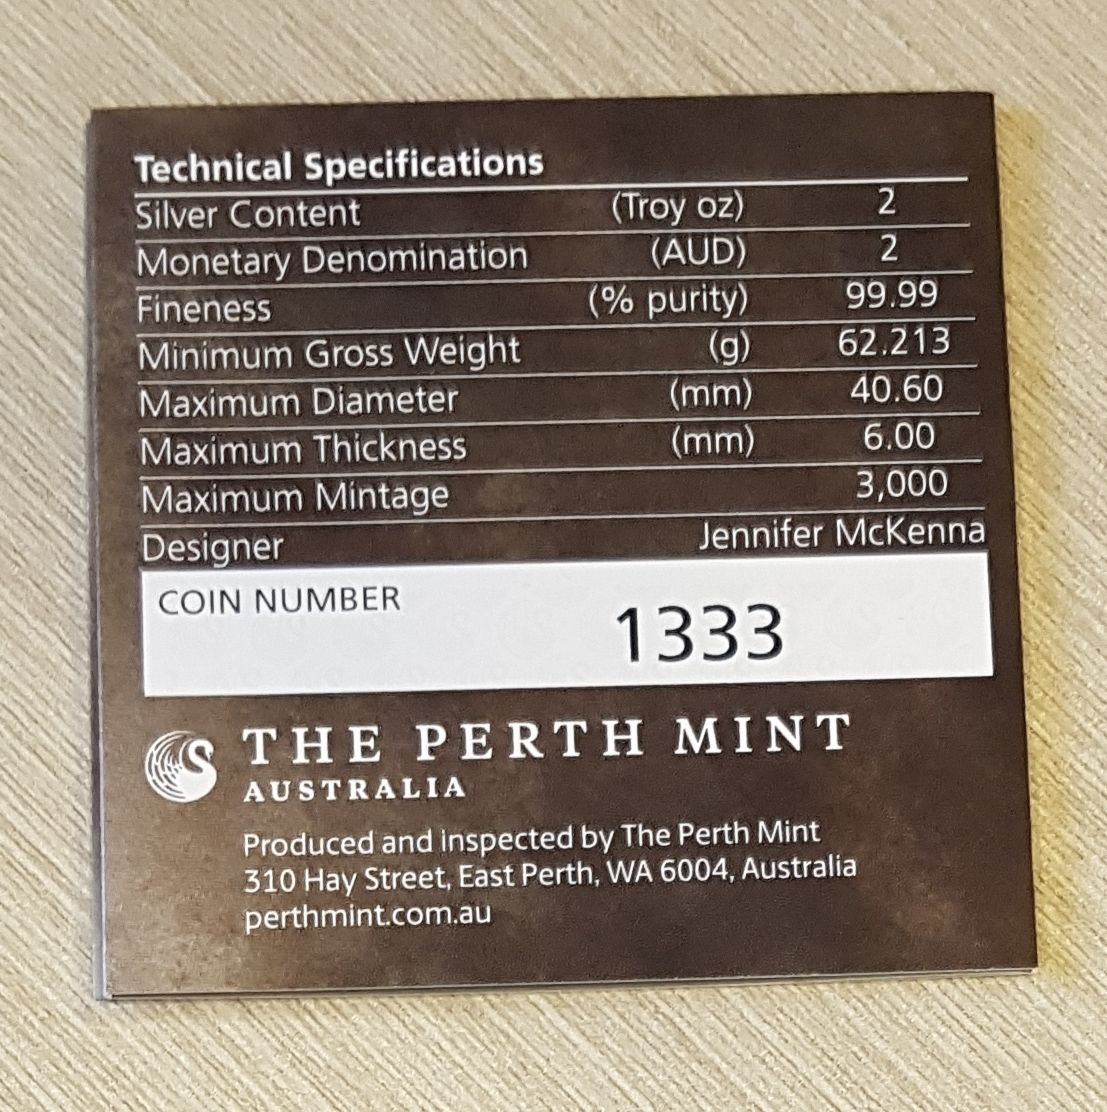 Technical Specifications
Silver Content (Troy oz) 2
Monetary Denomination (AUD) 2
Fineness (% purity) 99.99
Minimum Gross Weight (g) 62.213
Maximum Diameter (mm) 40.60
Maximum Thickness (mm) 6.00
Maximum Mintage 3,000
Designer Jennifer McKenna
COIN NUMBER 1333
THE PERTH MINT
AUSTRALIA
Produced and inspected by The Perth Mint
310 Hay Street, East Perth, WA 6004, Australia
perthmint.com.au